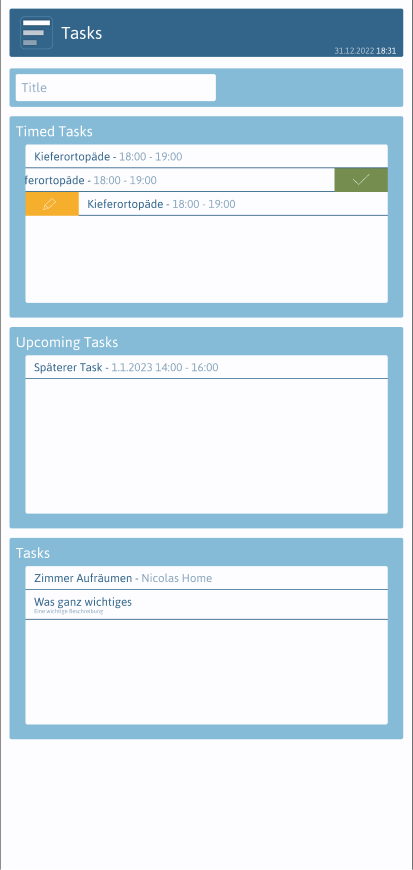 Tasks
31.12.2022 18:31
Title
Timed Tasks
Kieferortopäde - 18:00 - 19:00
ferortopäde - 18:00 - 19:00
Kieferortopäde - 18:00 - 19:00
Upcoming Tasks
Späterer Task - 1.1.2023 14:00 - 16:00
Tasks
Zimmer Aufräumen - Nicolas Home
Was ganz wichtiges
Eine wichtige Beschreibung